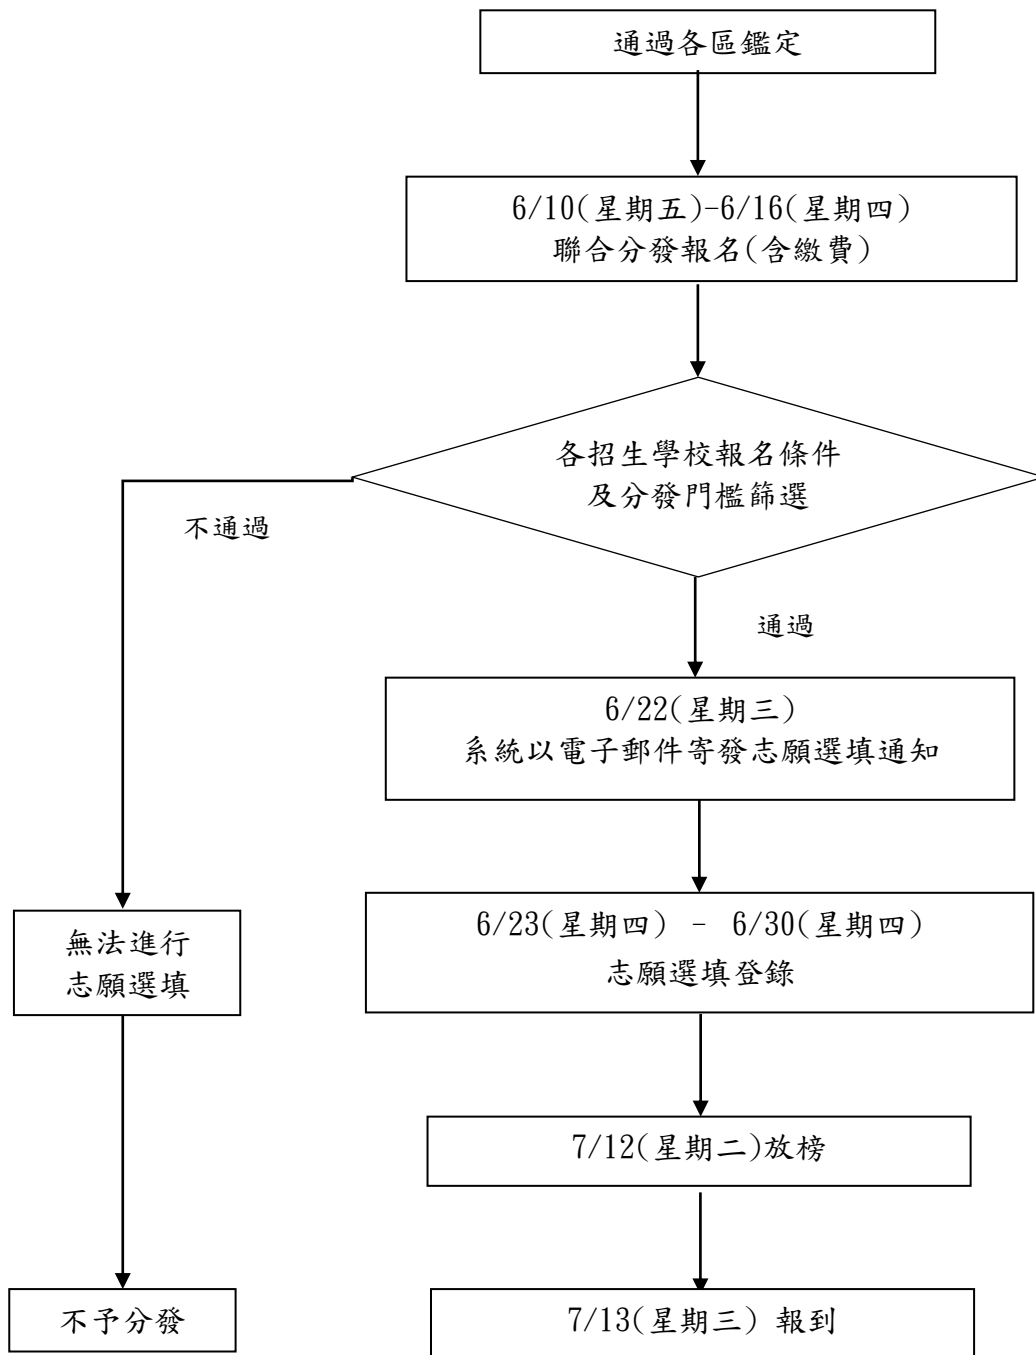 通過各區鑑定
6/10(星期五)-6/16(星期四)
聯合分發報名(含繳費)
各招生學校報名條件
及分發門檻篩選
不通過
通過
6/22(星期三)
系統以電子郵件寄發志願選填通知
6/23(星期四) - 6/30(星期四)
志願選填登錄
無法進行
志願選填
7/12(星期二)放榜
不予分發
7/13(星期三) 報到